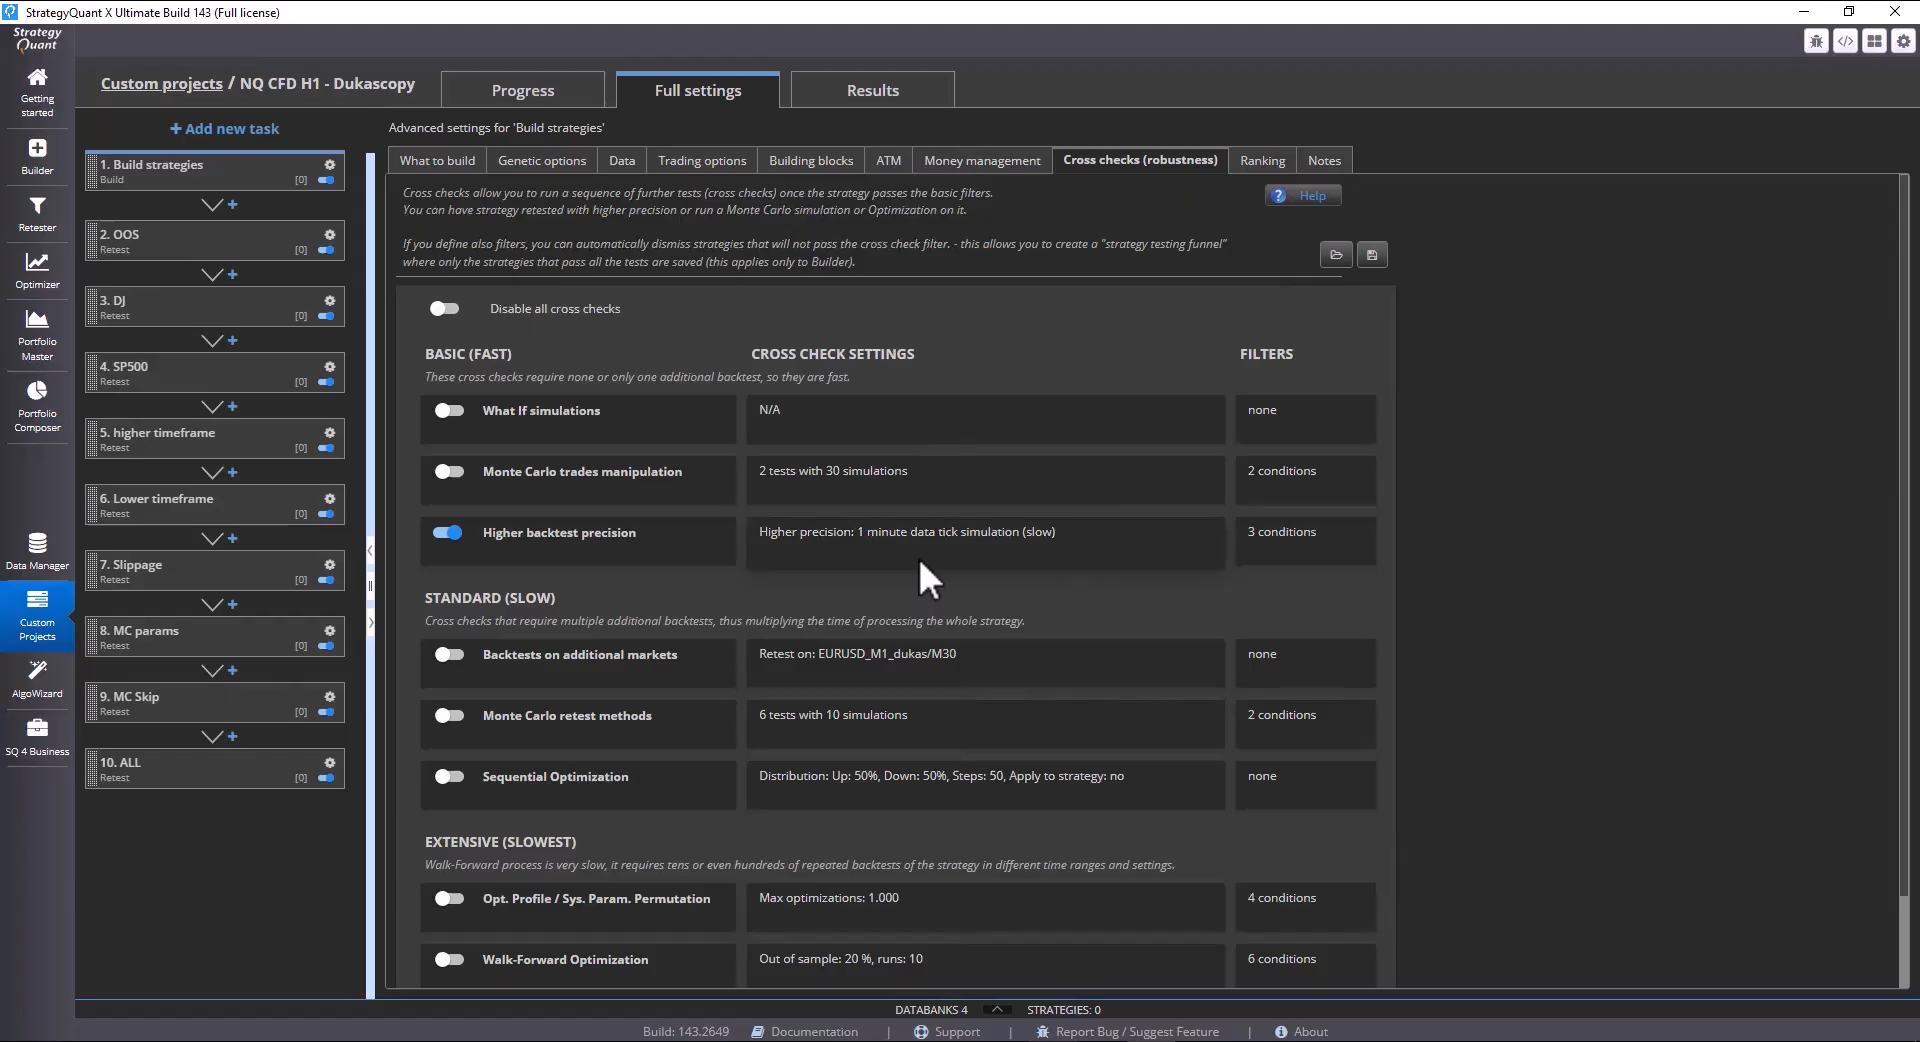 StrategyQuant X Ultimate Build 143 (Full license)
Strategy
Quant
Getting
started
Builder
Retester
Optimizer
Portfolio
Master
Portfolio
Composer
Data Manager
Custom
Projects
AlgoWizard
SQ 4 Business
Custom projects / NQ CFD H1 - Dukascopy
Progress
Full settings
Results
+ Add new task
1. Build strategies
Build [0]
2. OOS
Retest [0]
3. DJ
Retest [0]
4. SP500
Retest [0]
5. higher timeframe
Retest [0]
6. Lower timeframe
Retest [0]
7. Slippage
Retest [0]
8. MC params
Retest [0]
9. MC Skip
Retest [0]
10. ALL
Retest [0]
Advanced settings for 'Build strategies'
What to build
Genetic options
Data
Trading options
Building blocks
ATM
Money management
Cross checks (robustness)
Ranking
Notes
Cross checks allow you to run a sequence of further tests (cross checks) once the strategy passes the basic filters.
You can have strategy retested with higher precision or run a Monte Carlo simulation or Optimization on it.
? Help
If you define also filters, you can automatically dismiss strategies that will not pass the cross check filter. - this allows you to create a "strategy testing funnel"
where only the strategies that pass all the tests are saved (this applies only to Builder).
Disable all cross checks
BASIC (FAST) CROSS CHECK SETTINGS FILTERS
These cross checks require none or only one additional backtest, so they are fast.
What If simulations N/A none
Monte Carlo trades manipulation 2 tests with 30 simulations 2 conditions
Higher backtest precision Higher precision: 1 minute data tick simulation (slow) 3 conditions
STANDARD (SLOW)
Cross checks that require multiple additional backtests, thus multiplying the time of processing the whole strategy.
Backtests on additional markets Retest on: EURUSD_M1_dukas/M30 none
Monte Carlo retest methods 6 tests with 10 simulations 2 conditions
Sequential Optimization Distribution: Up: 50%, Down: 50%, Steps: 50, Apply to strategy: no none
EXTENSIVE (SLOWEST)
Walk-Forward process is very slow, it requires tens or even hundreds of repeated backtests of the strategy in different time ranges and settings.
Opt. Profile / Sys. Param. Permutation Max optimizations: 1.000 4 conditions
Walk-Forward Optimization Out of sample: 20 %, runs: 10 6 conditions
DATABANKS 4 STRATEGIES: 0
Build: 143.2649 Documentation | Support | Report Bug / Suggest Feature | About